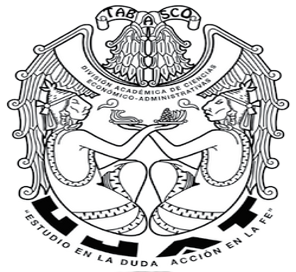 TABASCO
DIVISIÓN ACADÉMICA DE CIENCIAS
ECONÓMICO-ADMINISTRATIVAS
UJAT
"ESTUDIO EN LA DUDA ACCIÓN EN LA FE"